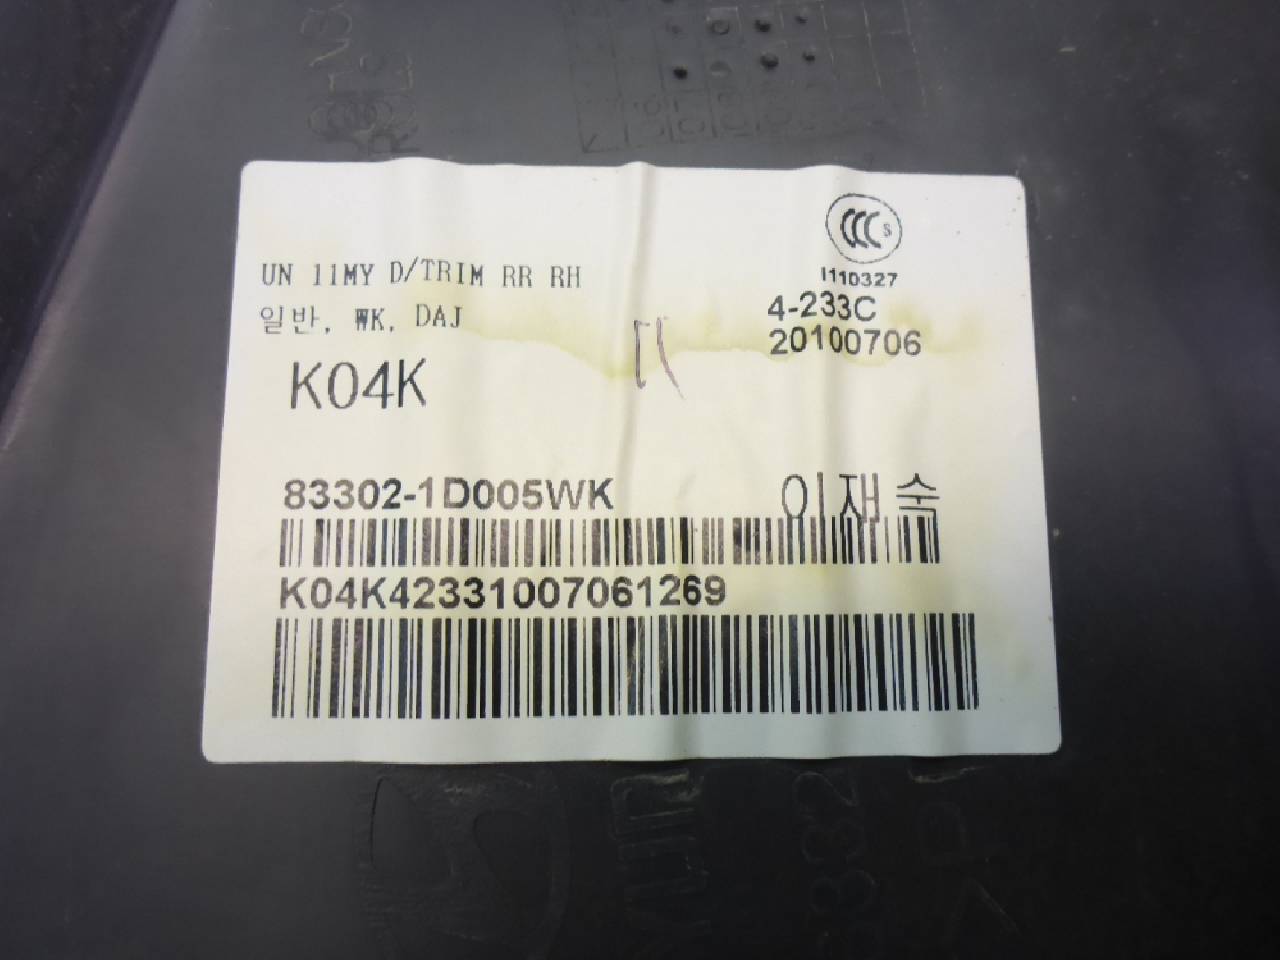 UN 11MY D/TRIM RR RH
일반, WK, DAJ
K04K
CCC S
I110327
4-233C
20100706
83302-1D005WK
이재숙
K04K42331007061269